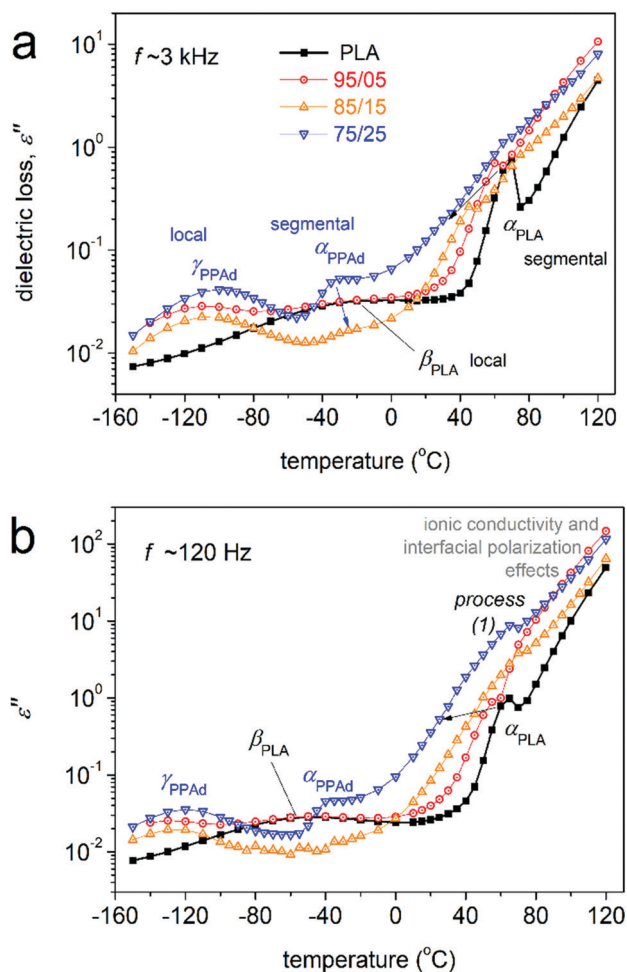 a
f ~3 kHz
PLA
95/05
85/15
75/25
local
γPPAd
segmental
αPPAd
αPLA
segmental
βPLA local
dielectric loss, ε″
10¹
10⁰
10⁻¹
10⁻²
-160 -120 -80 -40 0 40 80 120
temperature (°C)
b
f ~120 Hz
ionic conductivity and
interfacial polarization
effects
process
(1)
βPLA
γPPAd
αPPAd
αPLA
ε″
10²
10¹
10⁰
10⁻¹
10⁻²
-160 -120 -80 -40 0 40 80 120
temperature (°C)